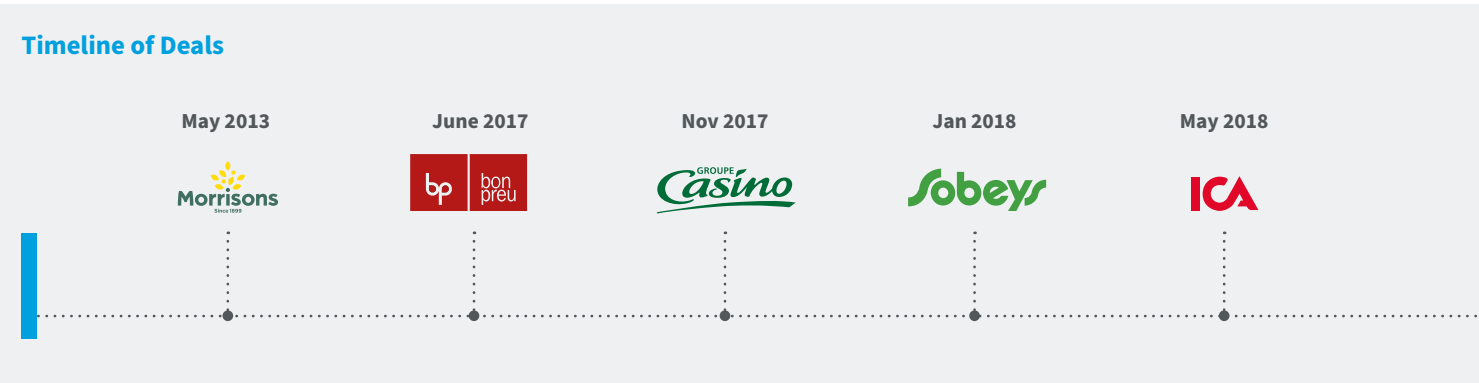 Timeline of Deals
May 2013
June 2017
Nov 2017
Jan 2018
May 2018
Morrisons
Since 1899
bp
bon
preu
GROUPE
Casino
Sobeys
ICA